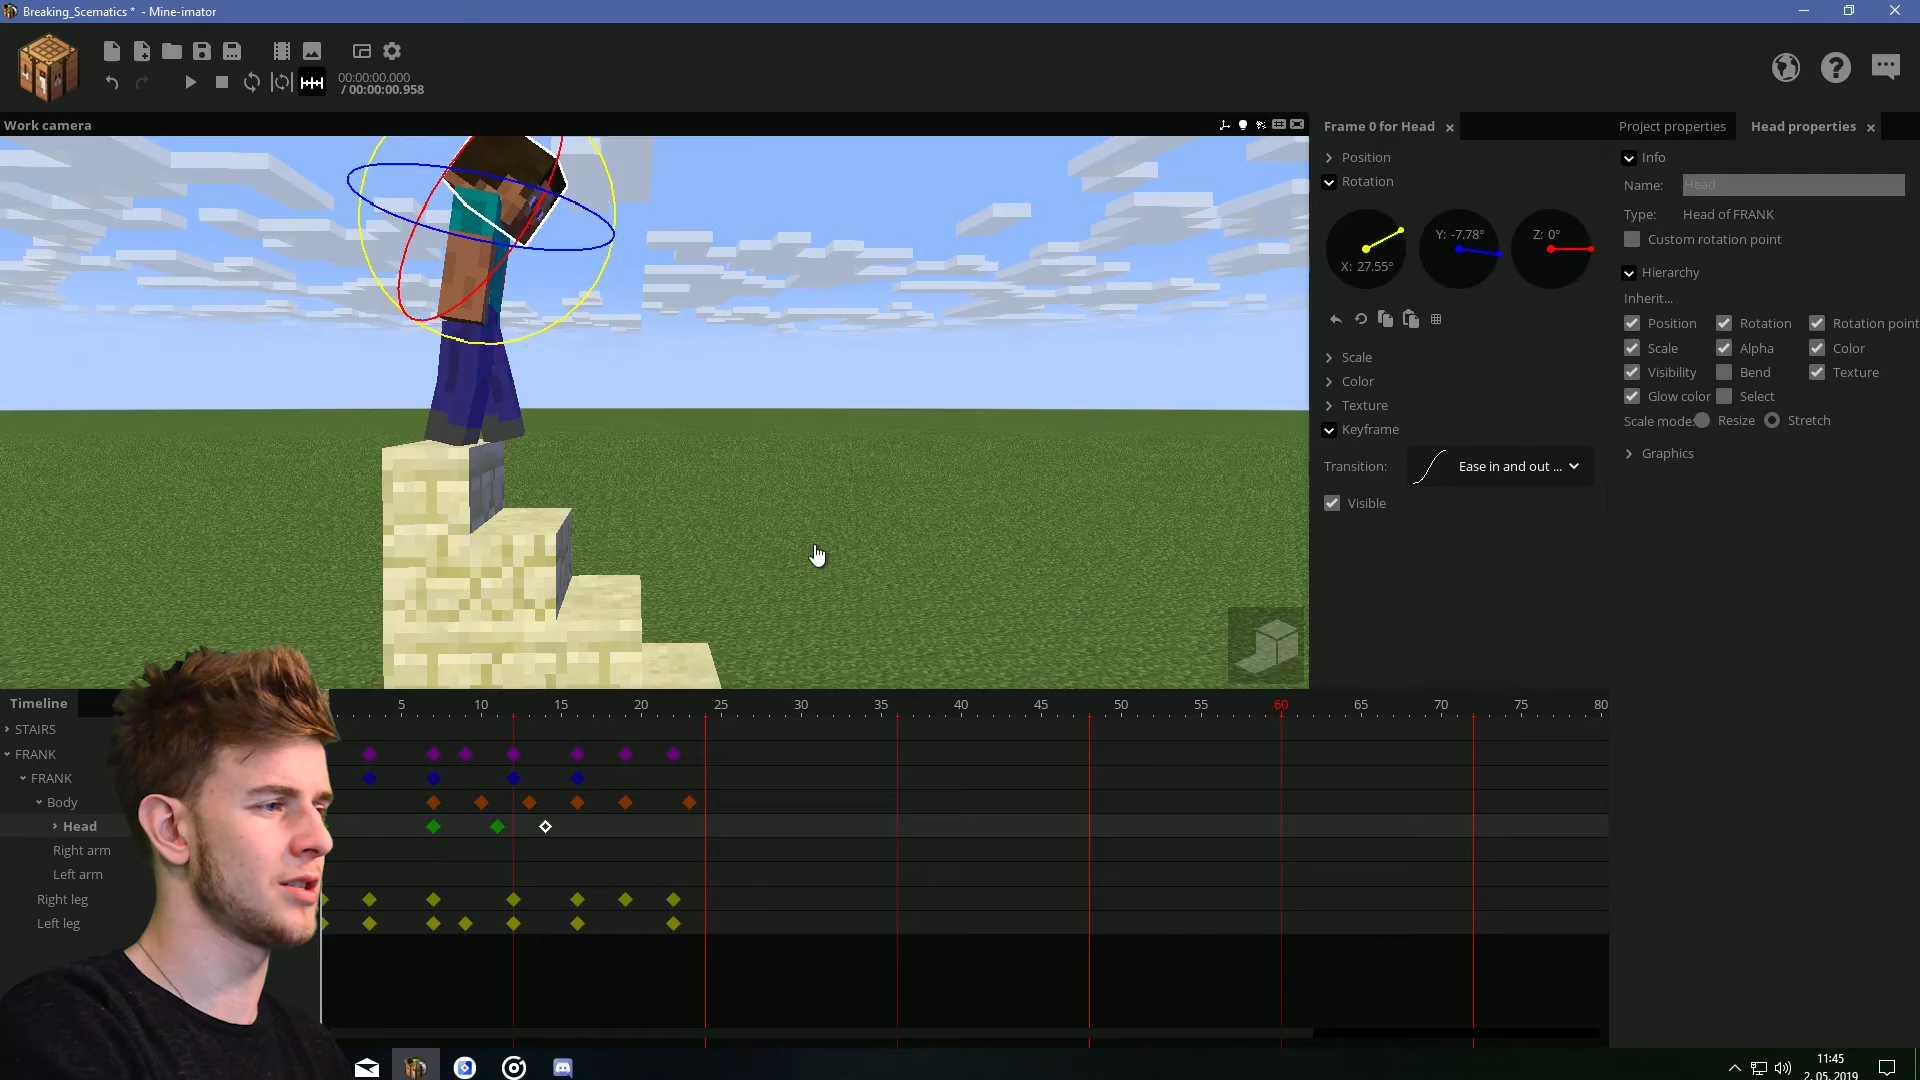 Breaking_Scematics * - Mine-imator
00:00:00.000
/ 00:00:00.958
Work camera
Frame 0 for Head
Position
Rotation
X: 27.55°
Y: -7.78°
Z: 0°
Scale
Color
Texture
Keyframe
Transition: Ease in and out ...
Visible
Project properties
Head properties
Info
Name: Head
Type: Head of FRANK
Custom rotation point
Hierarchy
Inherit...
Position Rotation Rotation point
Scale Alpha Color
Visibility Bend Texture
Glow color Select
Scale mode: Resize Stretch
Graphics
Timeline
5 10 15 20 25 30 35 40 45 50 55 60 65 70 75 80
STAIRS
FRANK
FRANK
Body
Head
Right arm
Left arm
Right leg
Left leg
11:45
2. 05. 2019